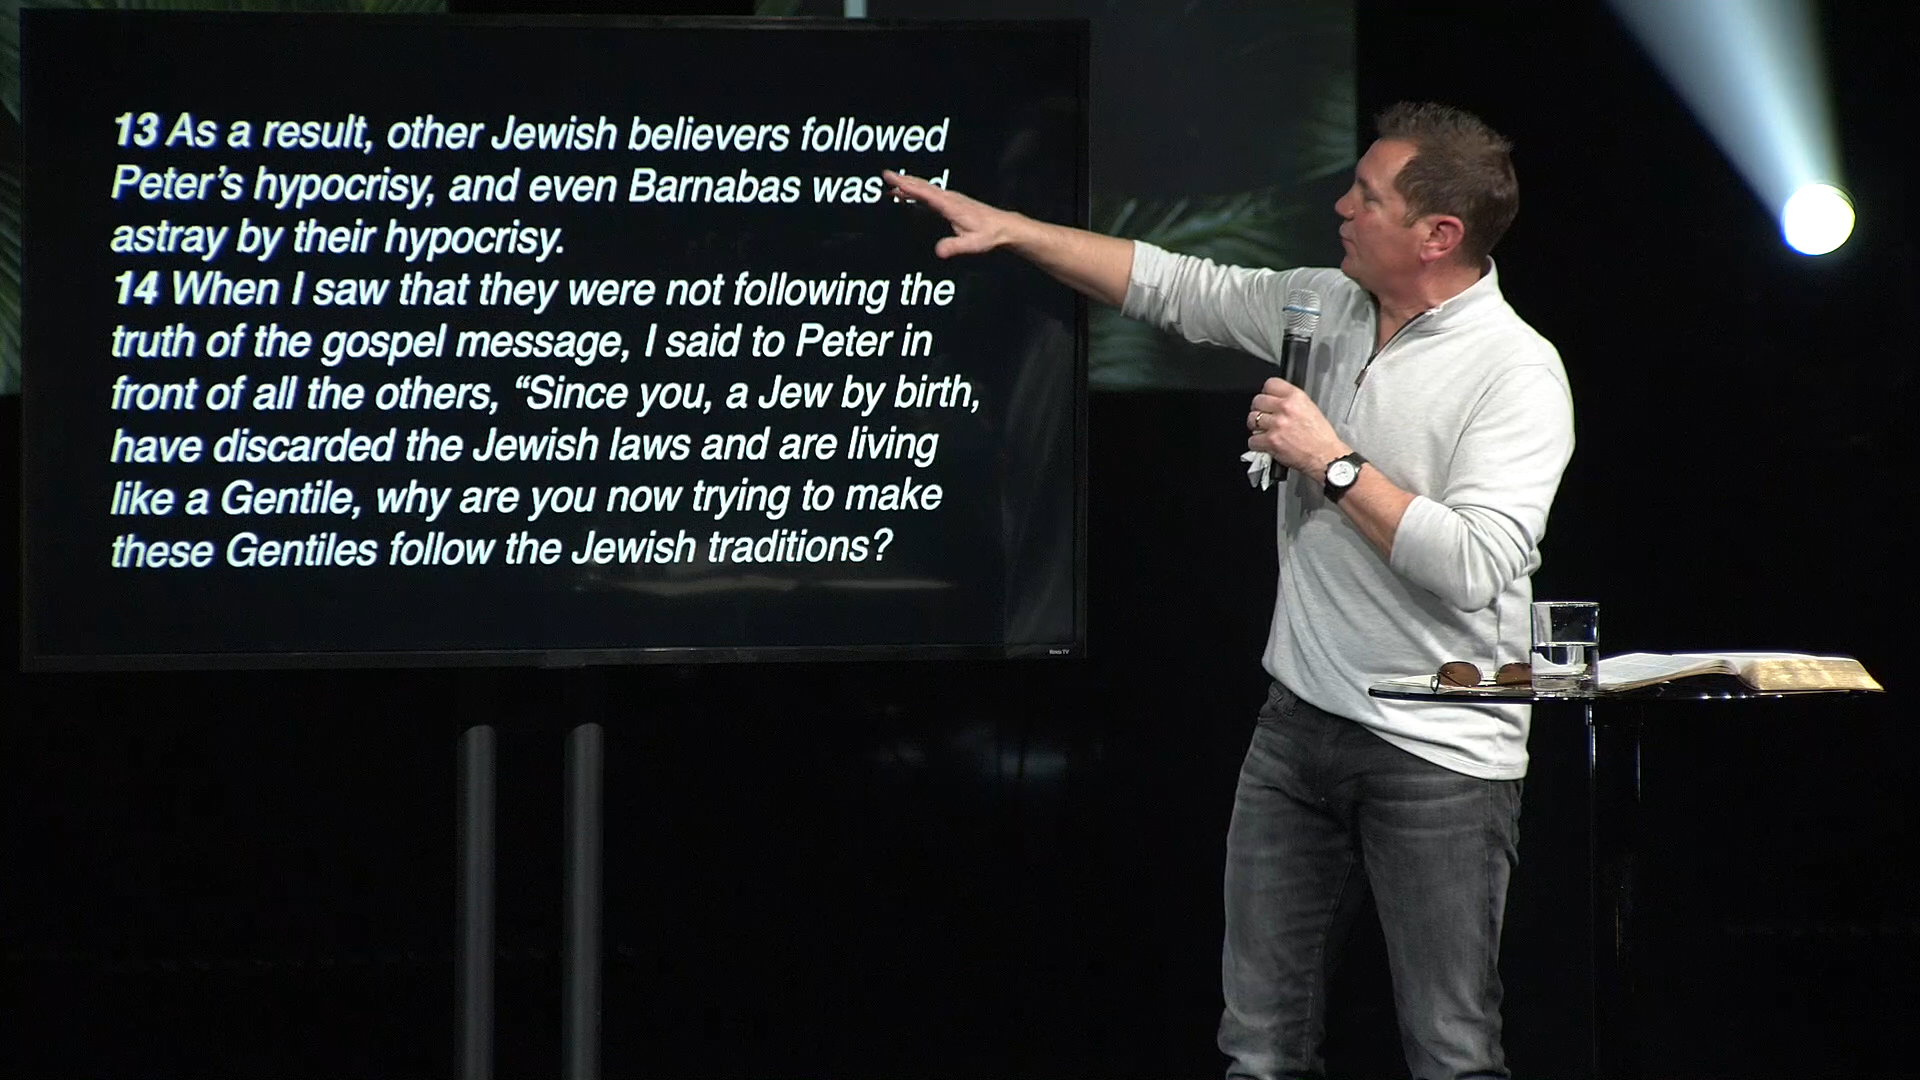 13 As a result, other Jewish believers followed
Peter's hypocrisy, and even Barnabas was
astray by their hypocrisy.
14 When I saw that they were not following the
truth of the gospel message, I said to Peter in
front of all the others, “Since you, a Jew by birth,
have discarded the Jewish laws and are living
like a Gentile, why are you now trying to make
these Gentiles follow the Jewish traditions?